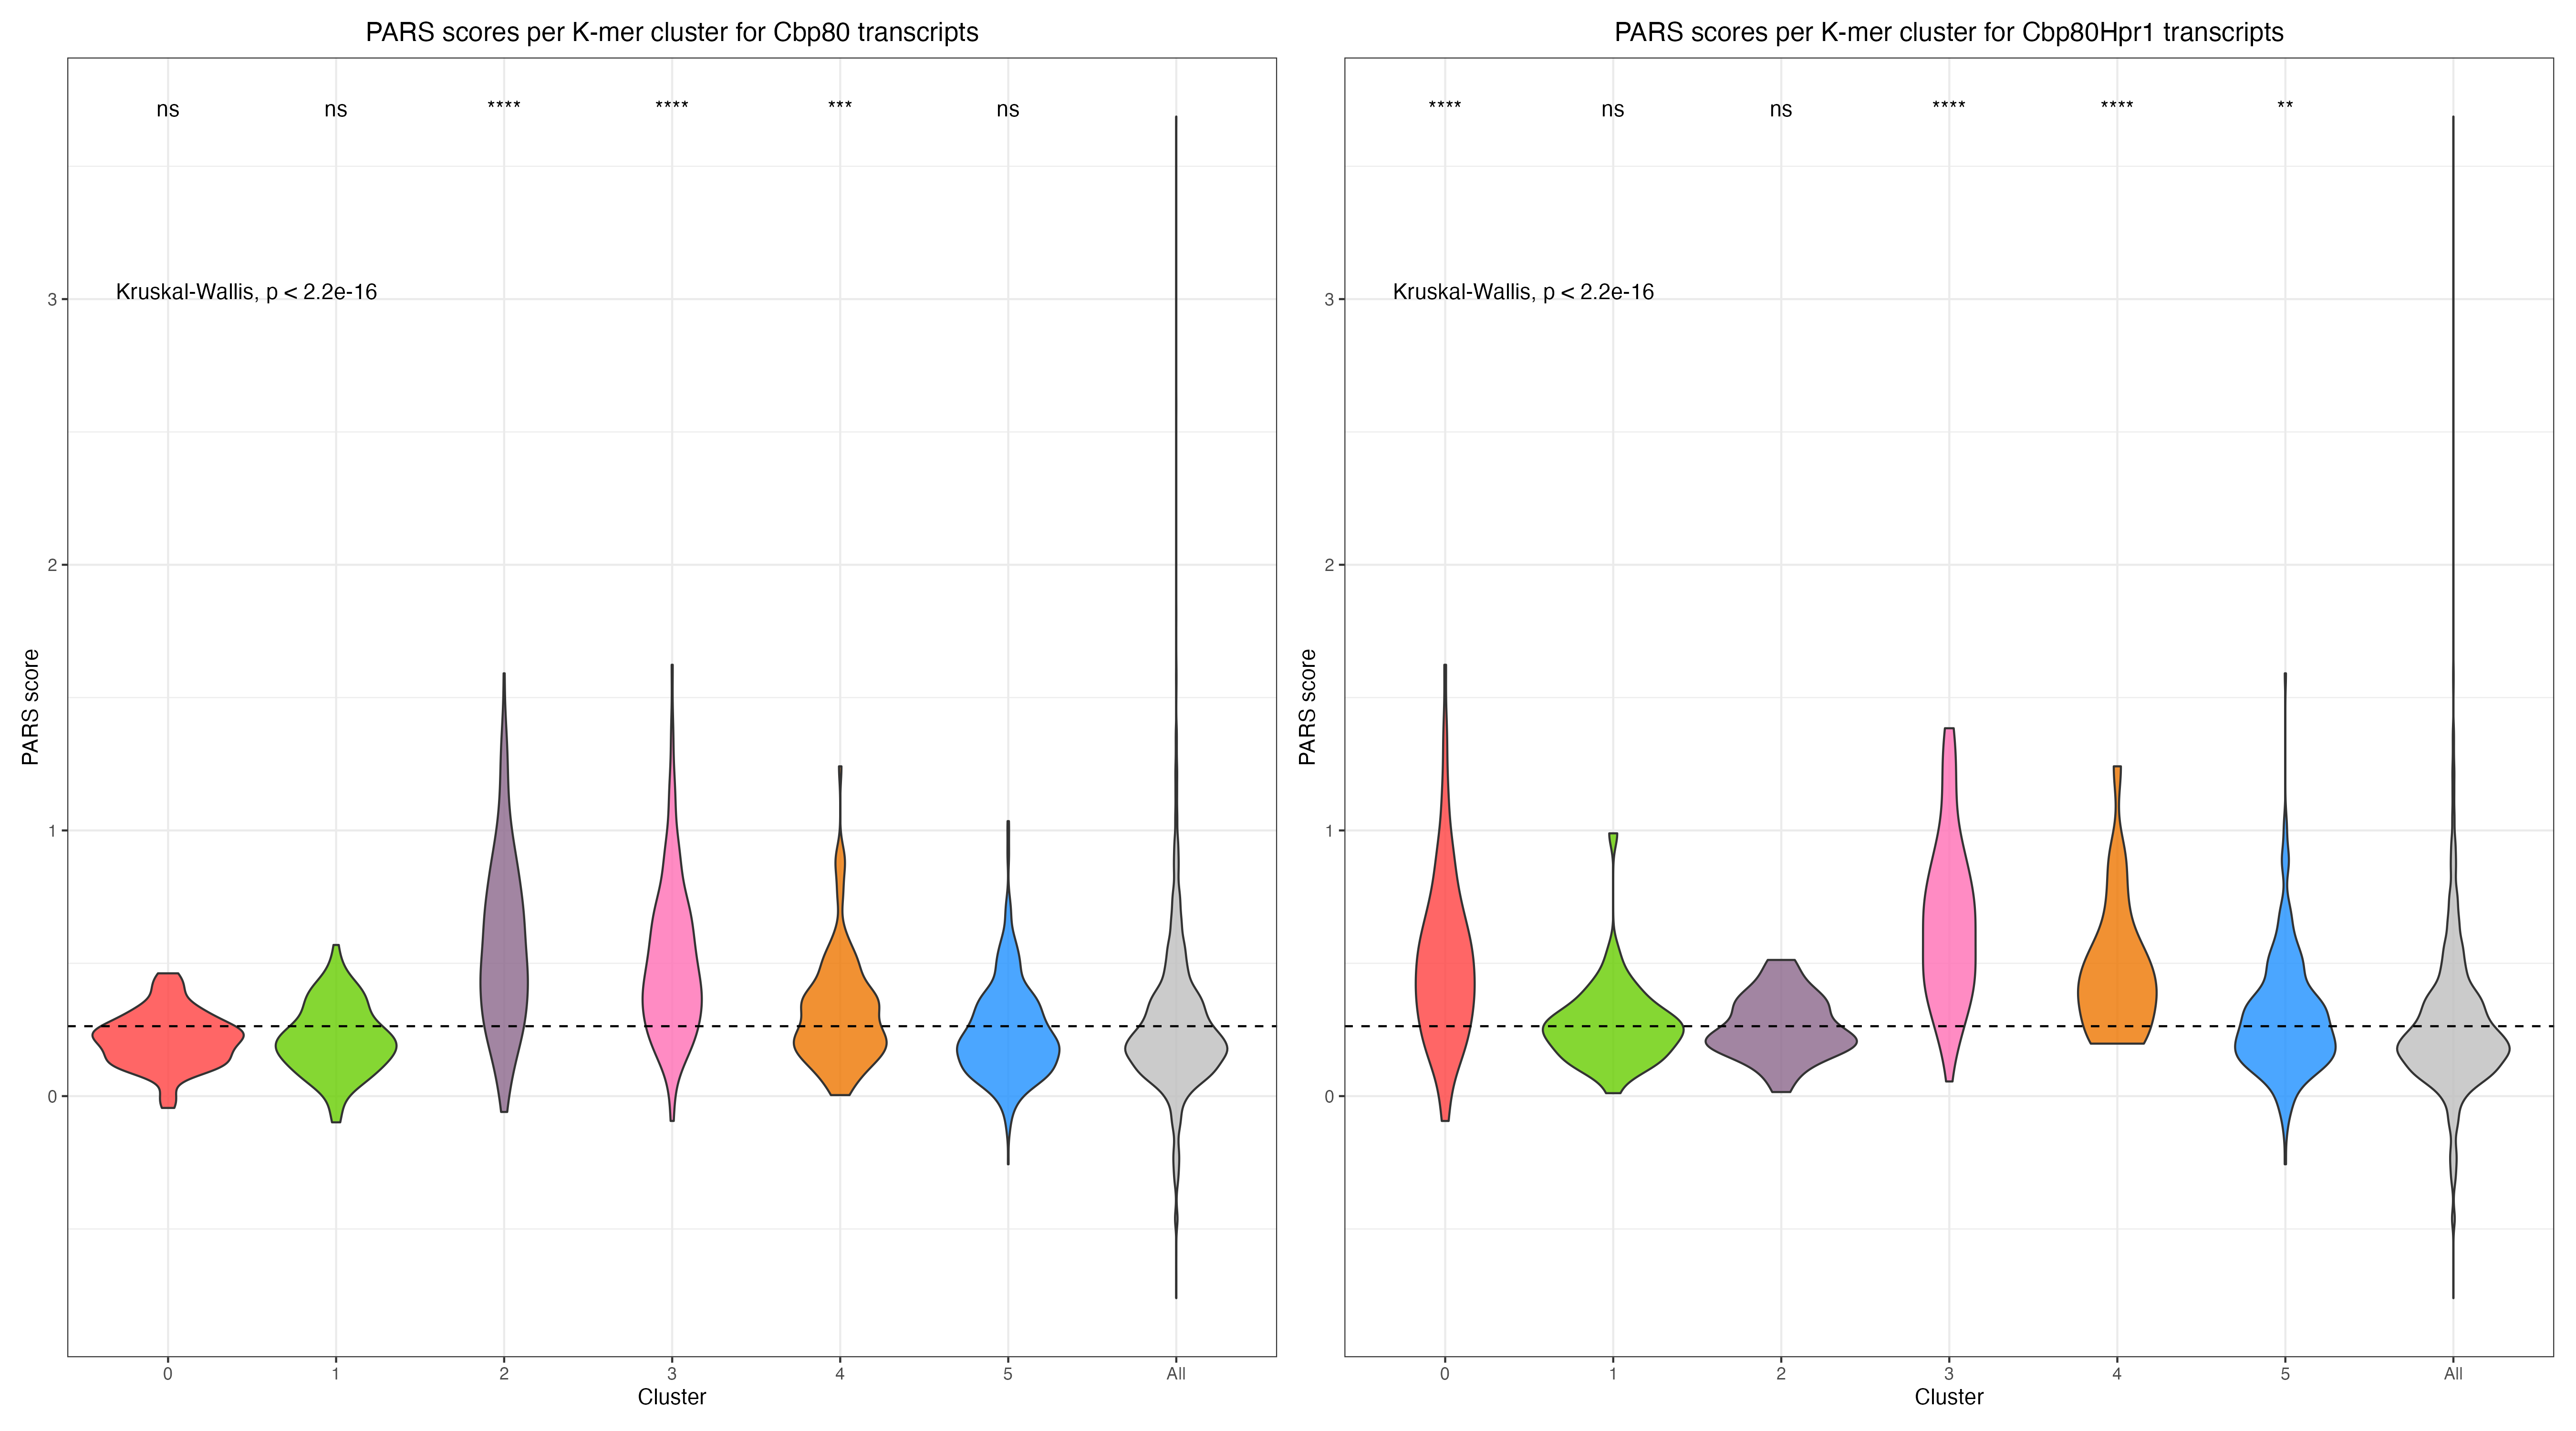 PARS scores per K-mer cluster for Cbp80 transcripts
ns ns **** **** *** ns
Kruskal-Wallis, p < 2.2e-16
3
2
1
0
PARS score
0 1 2 3 4 5 All
Cluster
PARS scores per K-mer cluster for Cbp80Hpr1 transcripts
**** ns ns **** **** **
Kruskal-Wallis, p < 2.2e-16
3
2
1
0
PARS score
0 1 2 3 4 5 All
Cluster